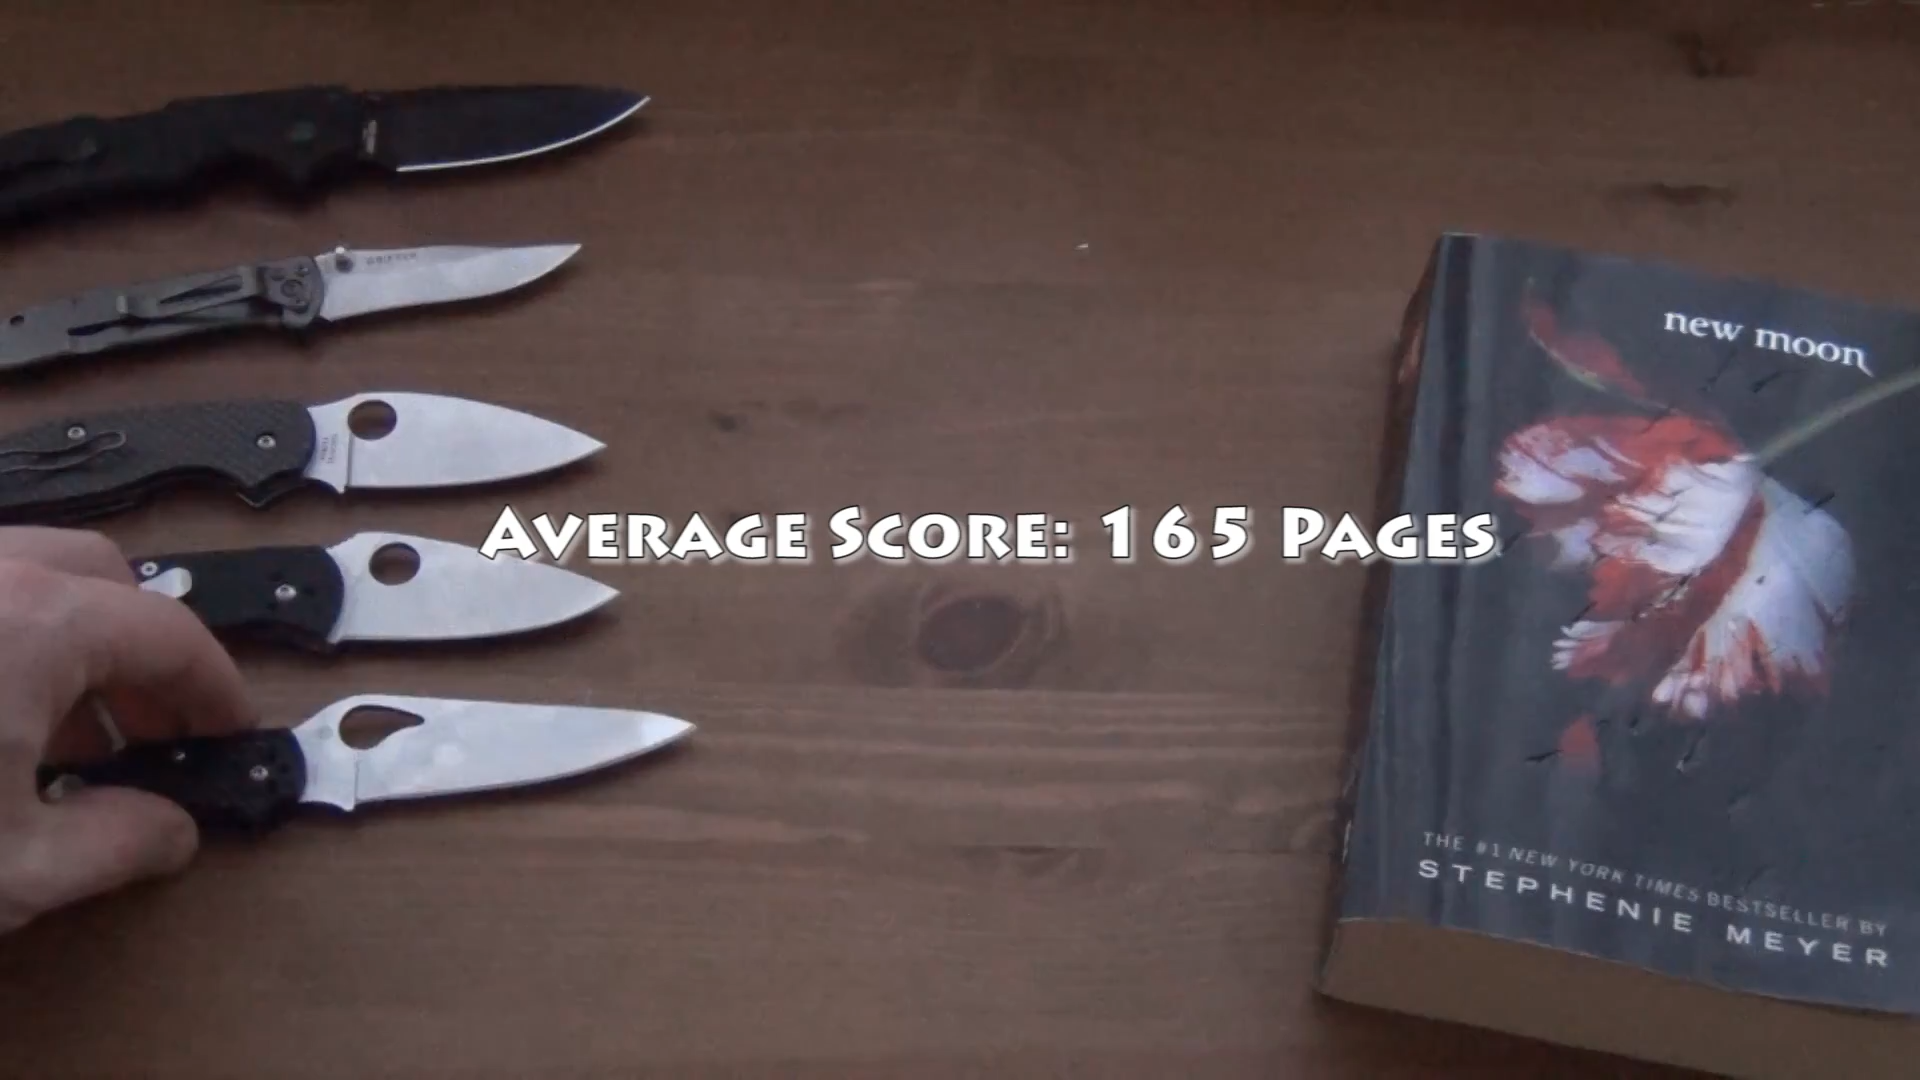 new moon
Average Score: 165 Pages
THE #1 NEW YORK TIMES BESTSELLER BY
STEPHENIE MEYER